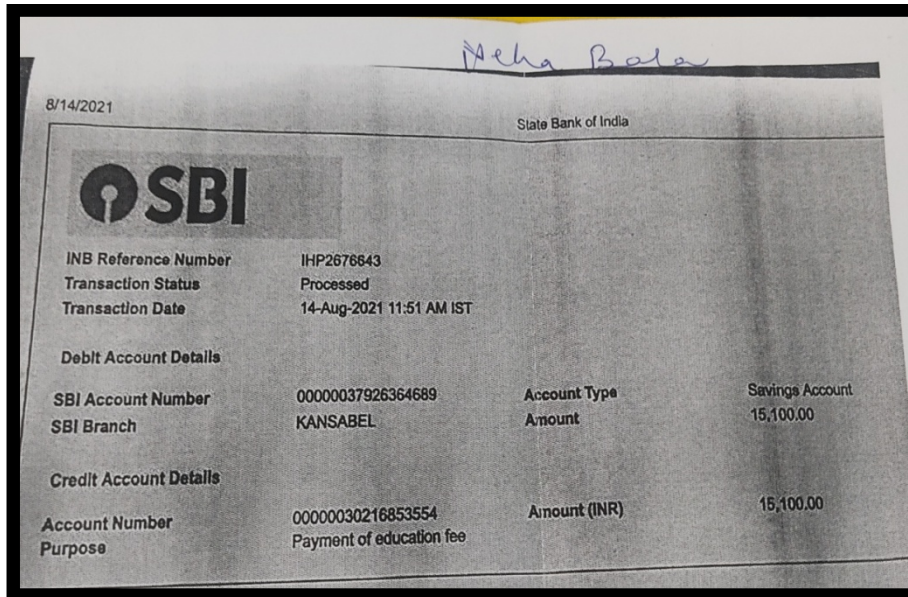 Neha Bala
8/14/2021
State Bank of India
SBI
INB Reference Number IHP2676643
Transaction Status Processed
Transaction Date 14-Aug-2021 11:51 AM IST
Debit Account Details
SBI Account Number 00000037926364689 Account Type Savings Account
SBI Branch KANSABEL Amount 15,100.00
Credit Account Details
Account Number 00000030216853554 Amount (INR) 15,100.00
Purpose Payment of education fee